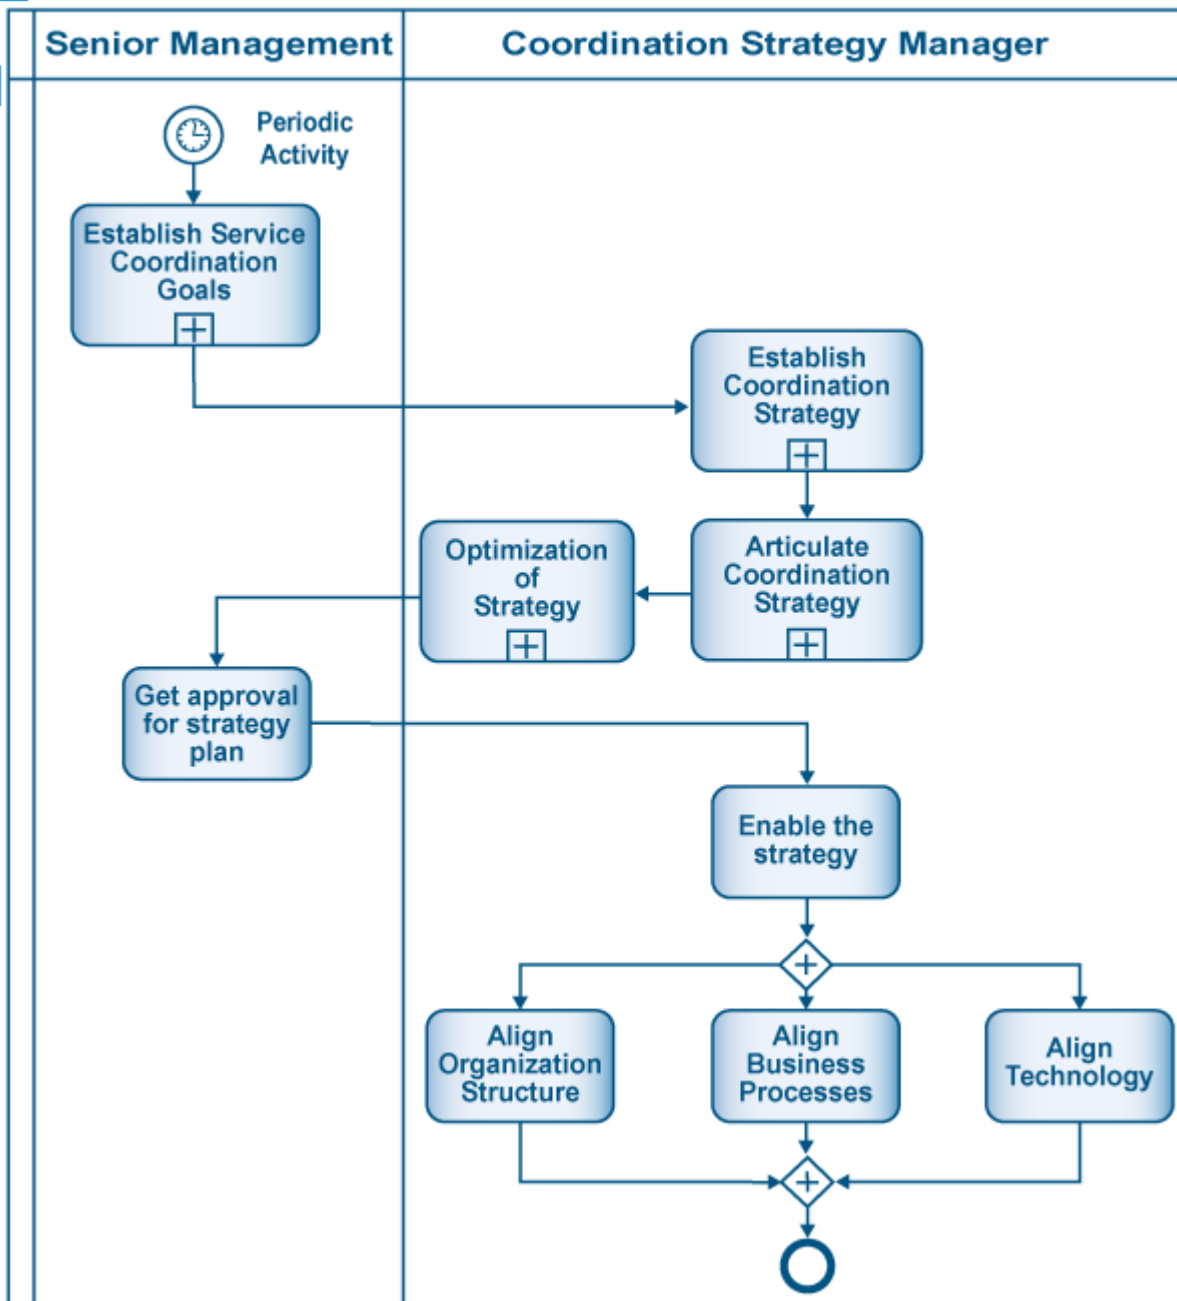 Senior Management
Coordination Strategy Manager
Periodic
Activity
Establish Service
Coordination
Goals
Establish
Coordination
Strategy
Articulate
Coordination
Strategy
Optimization
of
Strategy
Get approval
for strategy
plan
Enable the
strategy
Align
Organization
Structure
Align
Business
Processes
Align
Technology